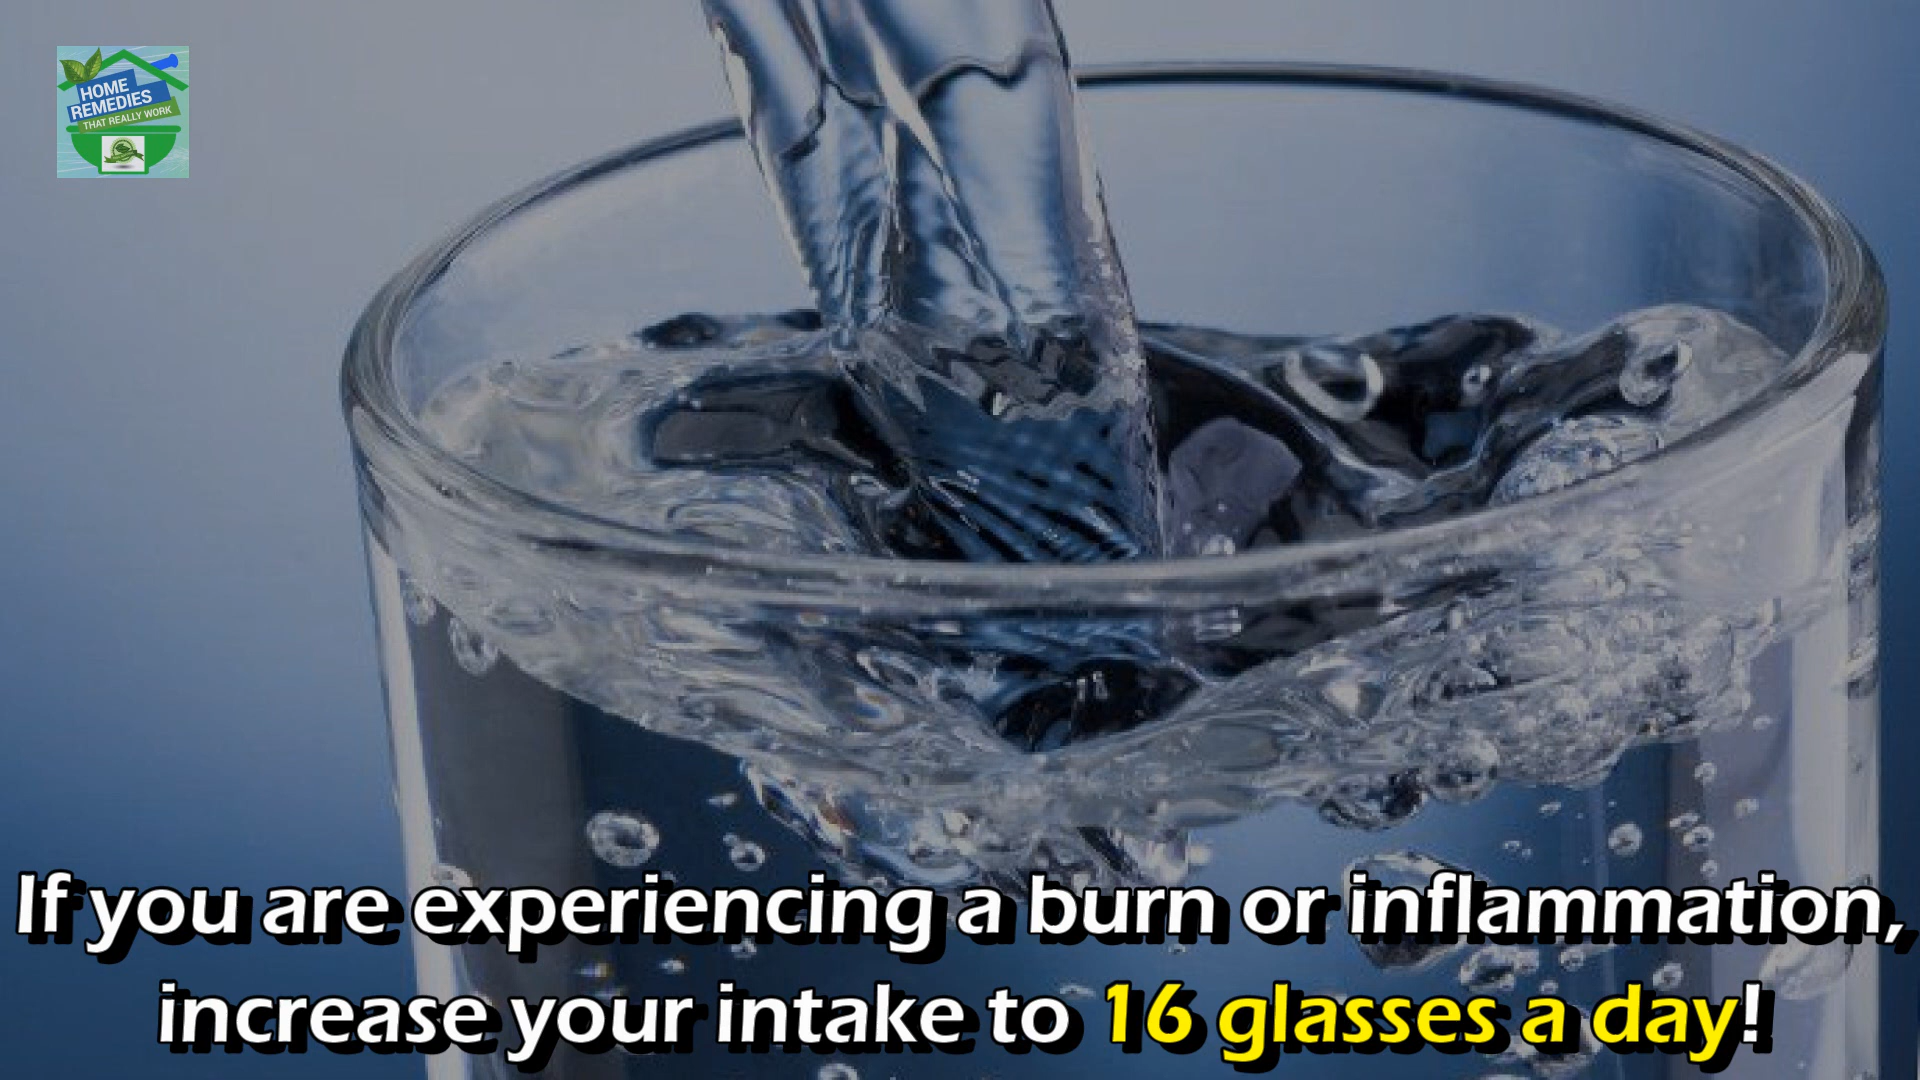 HOME
REMEDIES
THAT REALLY WORK
If you are experiencing a burn or inflammation,
increase your intake to 16 glasses a day!